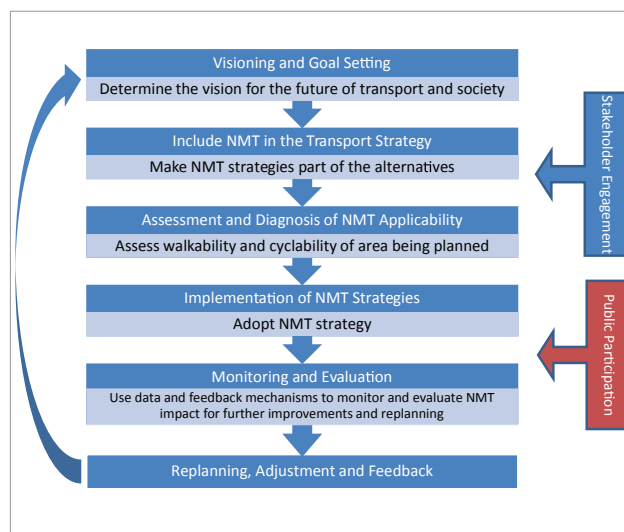 Visioning and Goal Setting
Determine the vision for the future of transport and society
Include NMT in the Transport Strategy
Make NMT strategies part of the alternatives
Assessment and Diagnosis of NMT Applicability
Assess walkability and cyclability of area being planned
Implementation of NMT Strategies
Adopt NMT strategy
Monitoring and Evaluation
Use data and feedback mechanisms to monitor and evaluate NMT
impact for further improvements and replanning
Replanning, Adjustment and Feedback
Stakeholder Engagement
Public Participation